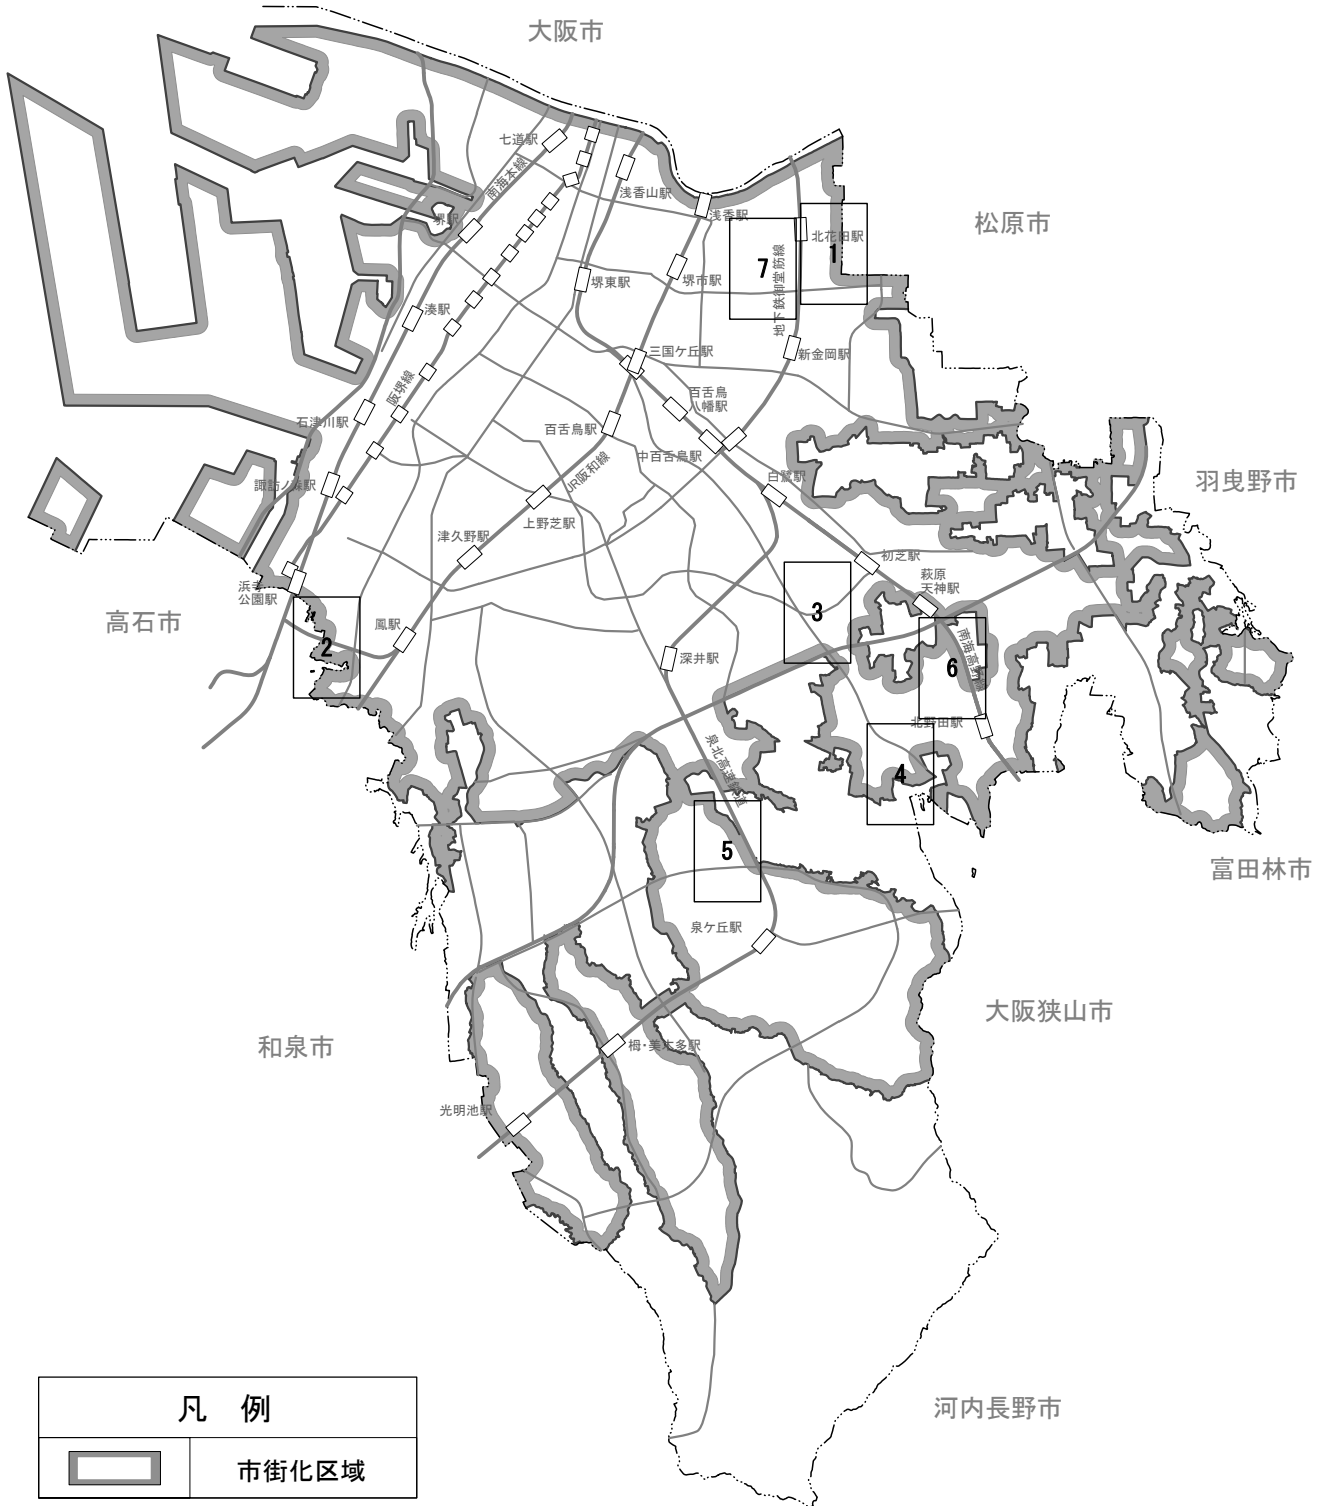 大阪市
七道駅
南海本線
浅香山駅
浅香駅
堺駅
北花田駅
松原市
1
7
地下鉄御堂筋線
堺東駅
堺市駅
湊駅
三国ケ丘駅
新金岡駅
阪堺線
百舌鳥
八幡駅
石津川駅
百舌鳥駅
中百舌鳥駅
JR阪和線
白鷺駅
諏訪ノ森駅
羽曳野市
上野芝駅
津久野駅
初芝駅
萩原
天神駅
浜寺
公園駅
高石市
3
鳳駅
2
深井駅
南海高野線
6
北野田駅
泉北高速鉄道
4
5
富田林市
泉ケ丘駅
大阪狭山市
和泉市
栂・美木多駅
光明池駅
河内長野市
凡 例
市街化区域